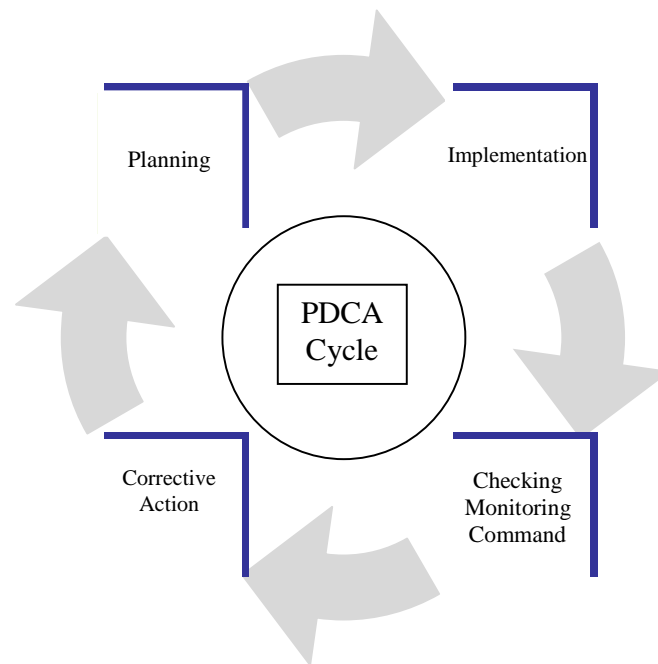 Planning
Implementation
PDCA
Cycle
Corrective
Action
Checking
Monitoring
Command